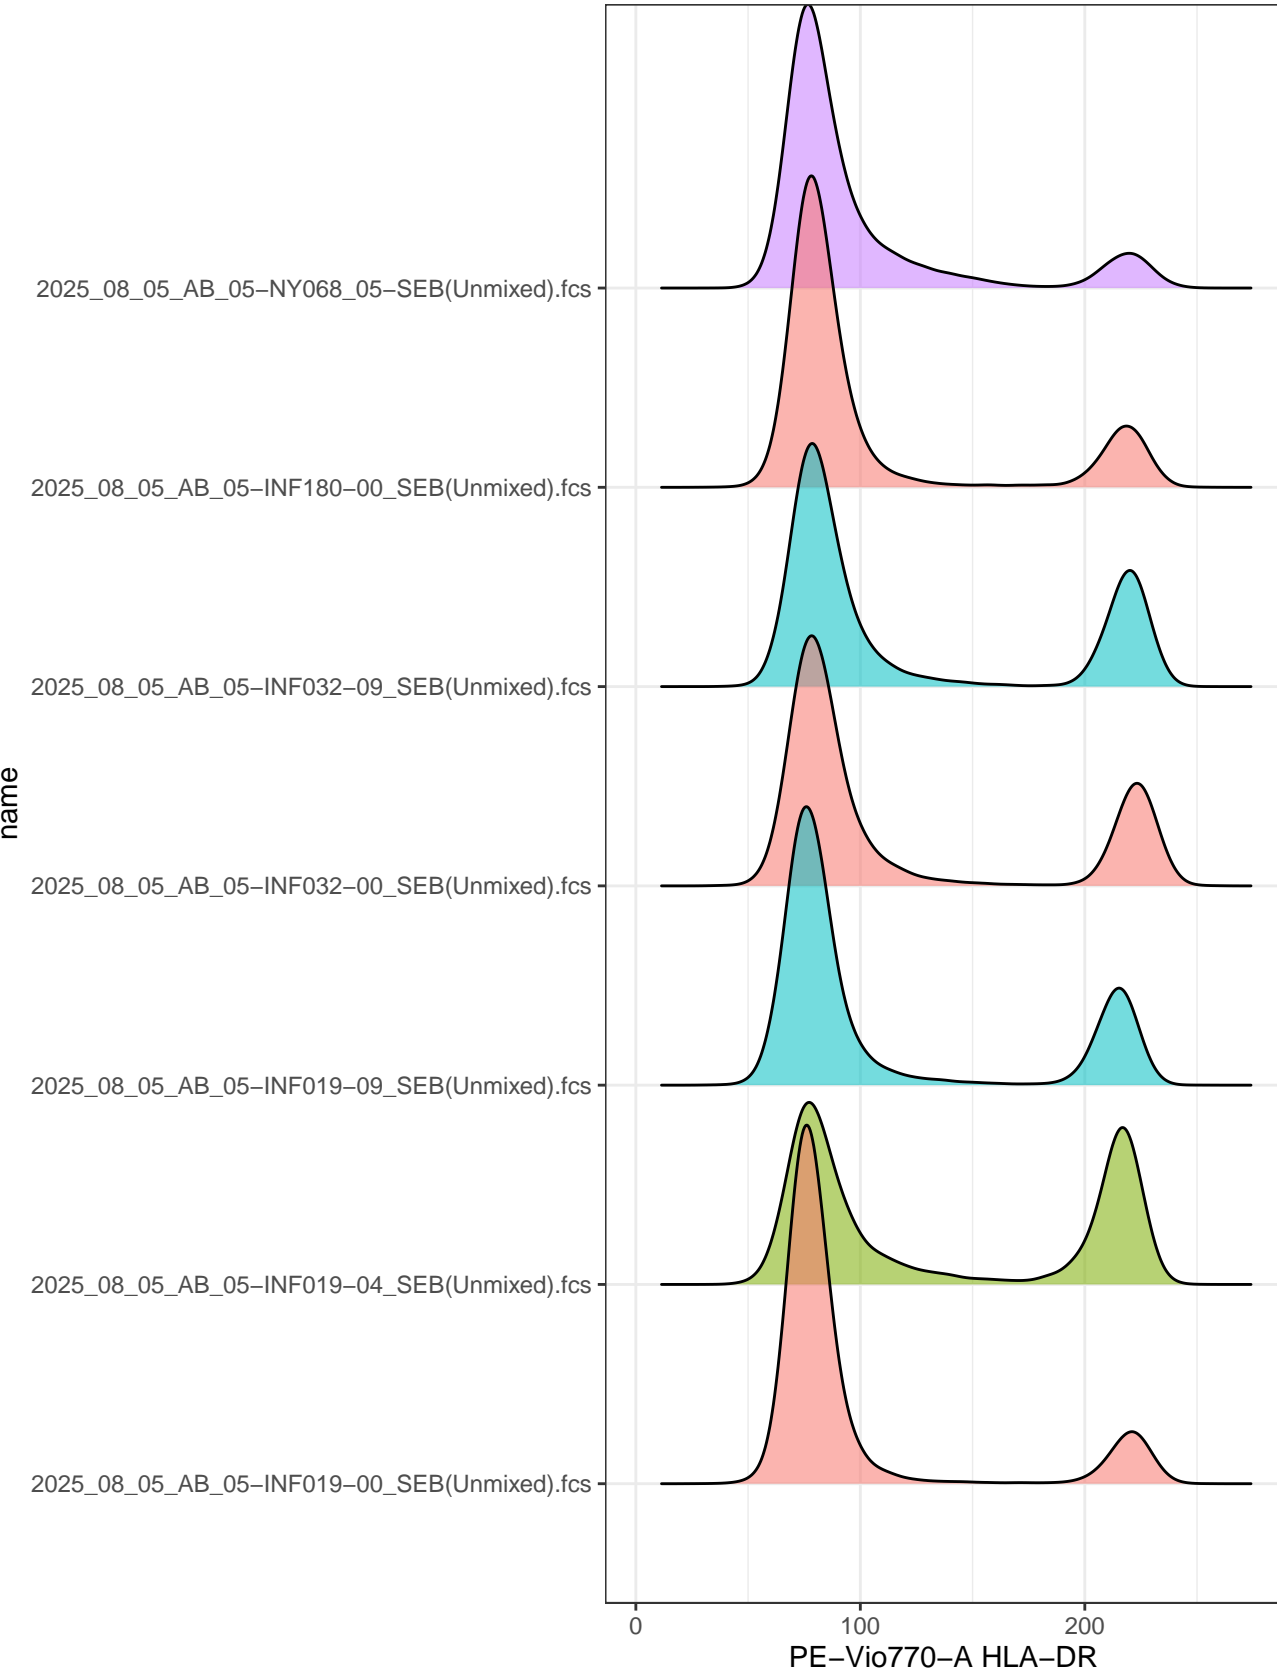 2025_08_05_AB_05−NY068_05−SEB(Unmixed).fcs
2025_08_05_AB_05−INF180−00_SEB(Unmixed).fcs
2025_08_05_AB_05−INF032−09_SEB(Unmixed).fcs
2025_08_05_AB_05−INF032−00_SEB(Unmixed).fcs
2025_08_05_AB_05−INF019−09_SEB(Unmixed).fcs
2025_08_05_AB_05−INF019−04_SEB(Unmixed).fcs
2025_08_05_AB_05−INF019−00_SEB(Unmixed).fcs
name
0 100 200
PE−Vio770−A HLA−DR